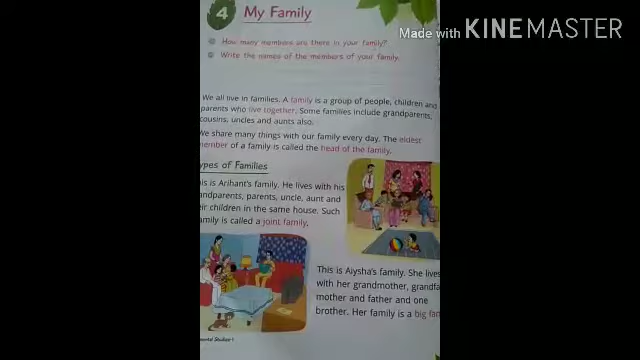 Made with KINEMASTER
4 My Family
How many members are there in your family?
Write the names of the members of your family.
We all live in families. A family is a group of people, children and
parents who live together. Some families include grandparents,
cousins, uncles and aunts also.
We share many things with our family every day. The eldest
member of a family is called the head of the family.
ypes of Families
is is Arihant's family. He lives with his
andparents, parents, uncle, aunt and
eir children in the same house. Such
amily is called a joint family.
This is Aiysha's family. She lives
with her grandmother, grandfa
mother and father and one
brother. Her family is a big fam
mental Studies-1